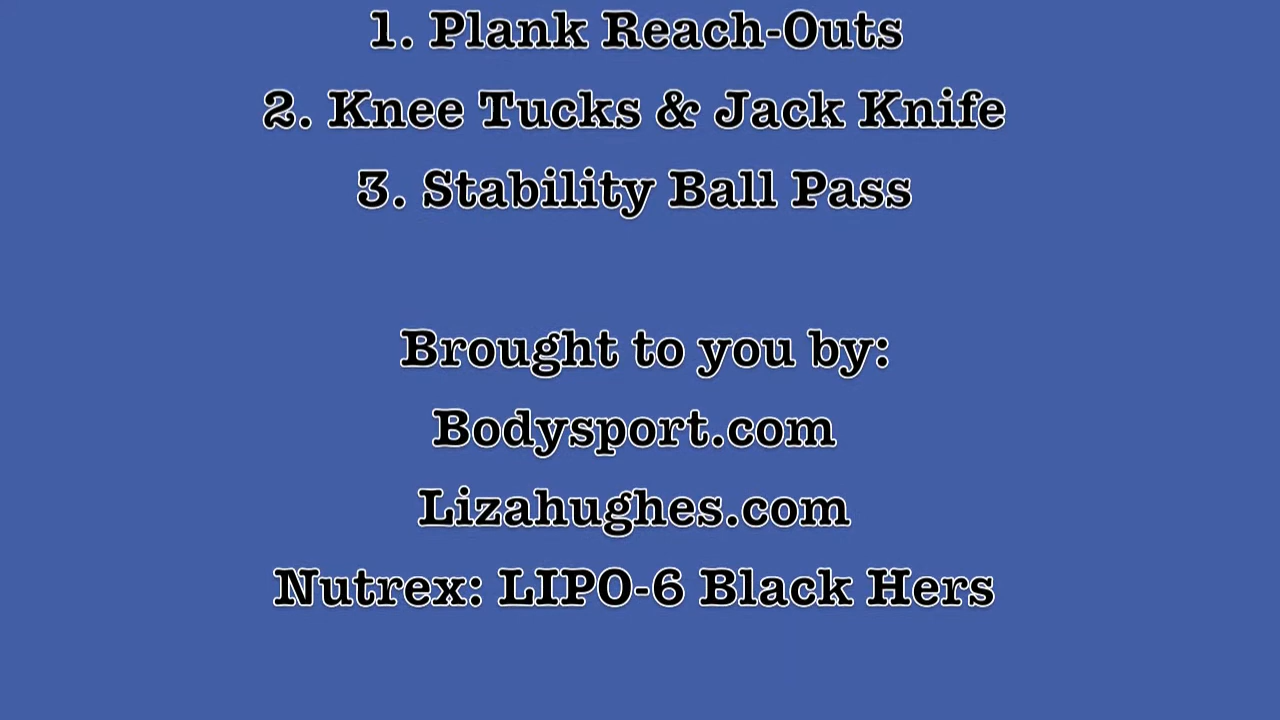 1. Plank Reach-Outs
2. Knee Tucks & Jack Knife
3. Stability Ball Pass
Brought to you by:
Bodysport.com
Lizahughes.com
Nutrex: LIPO-6 Black Hers